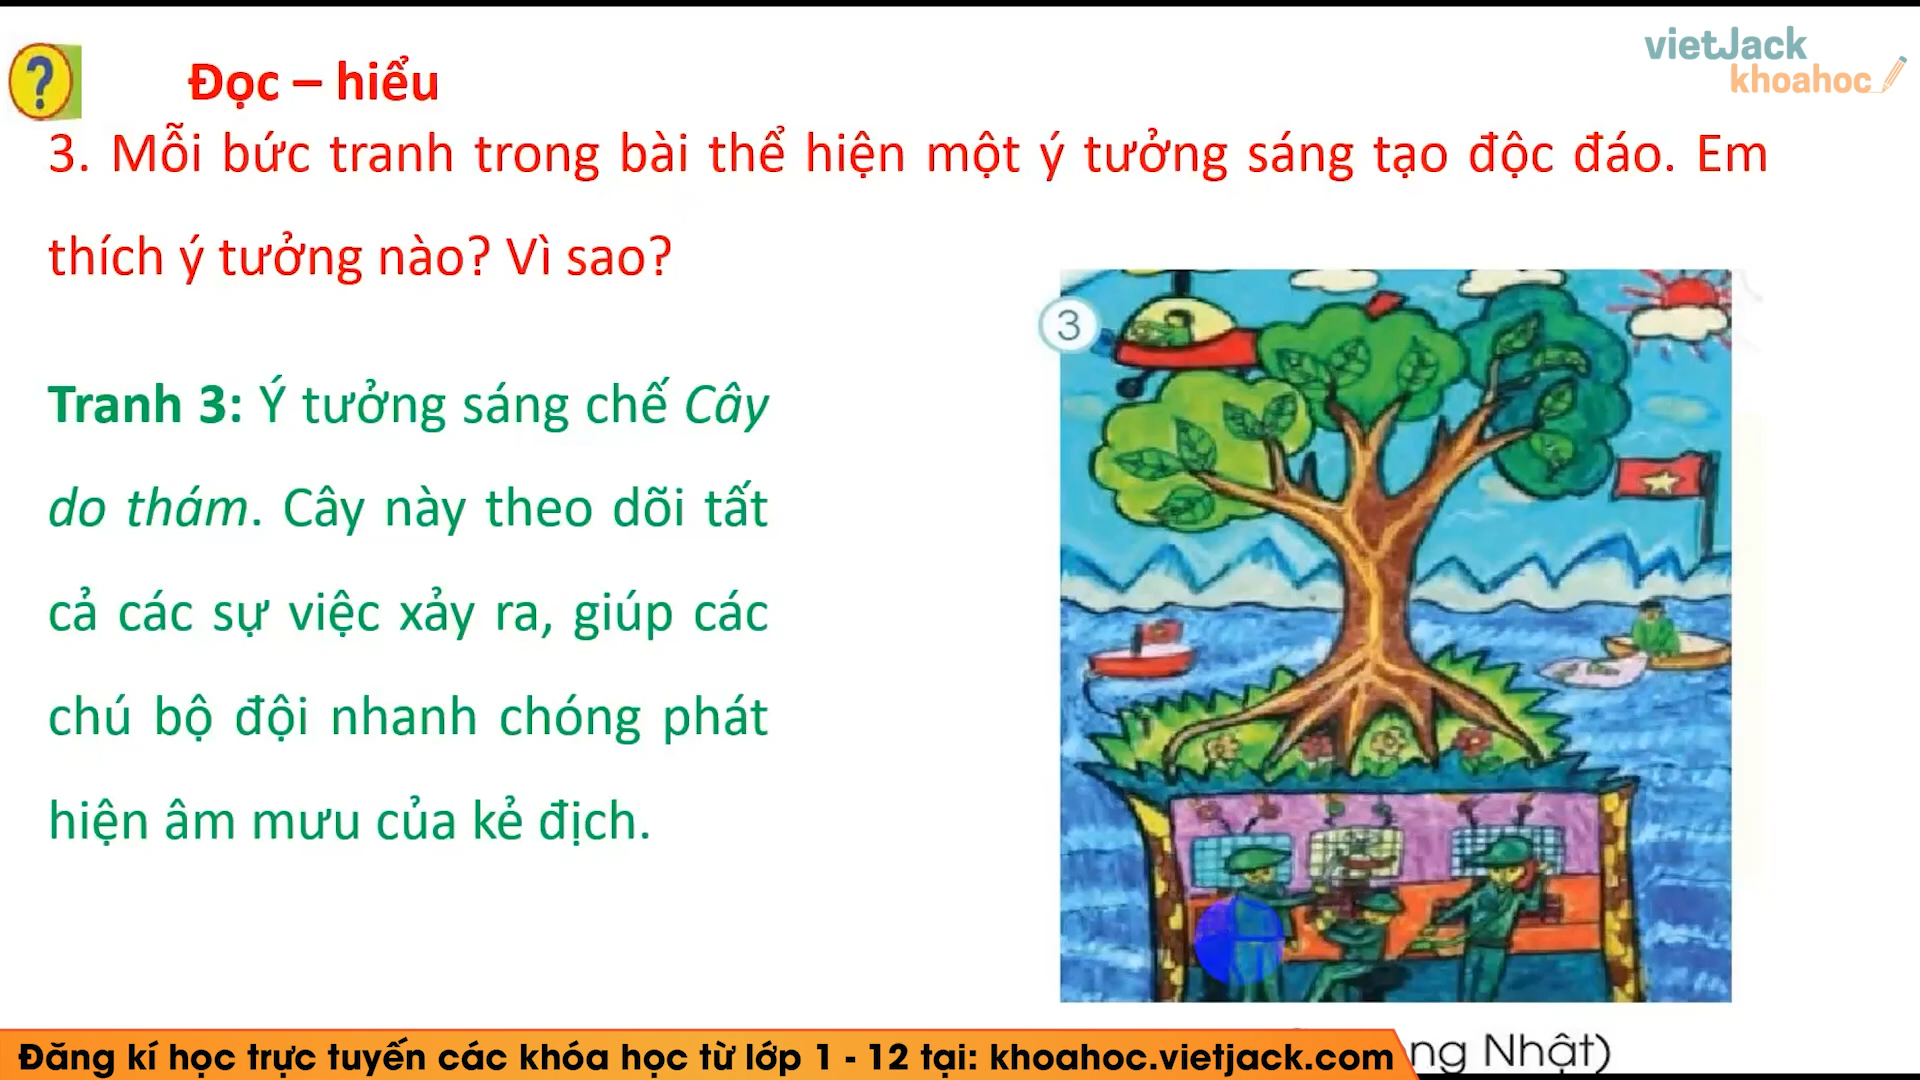 vietJack
khoahoc
?
Đọc – hiểu
3. Mỗi bức tranh trong bài thể hiện một ý tưởng sáng tạo độc đáo. Em
thích ý tưởng nào? Vì sao?
3
Tranh 3: Ý tưởng sáng chế Cây
do thám. Cây này theo dõi tất
cả các sự việc xảy ra, giúp các
chú bộ đội nhanh chóng phát
hiện âm mưu của kẻ địch.
Đăng kí học trực tuyến các khóa học từ lớp 1 - 12 tại: khoahoc.vietjack.com
ng Nhật)